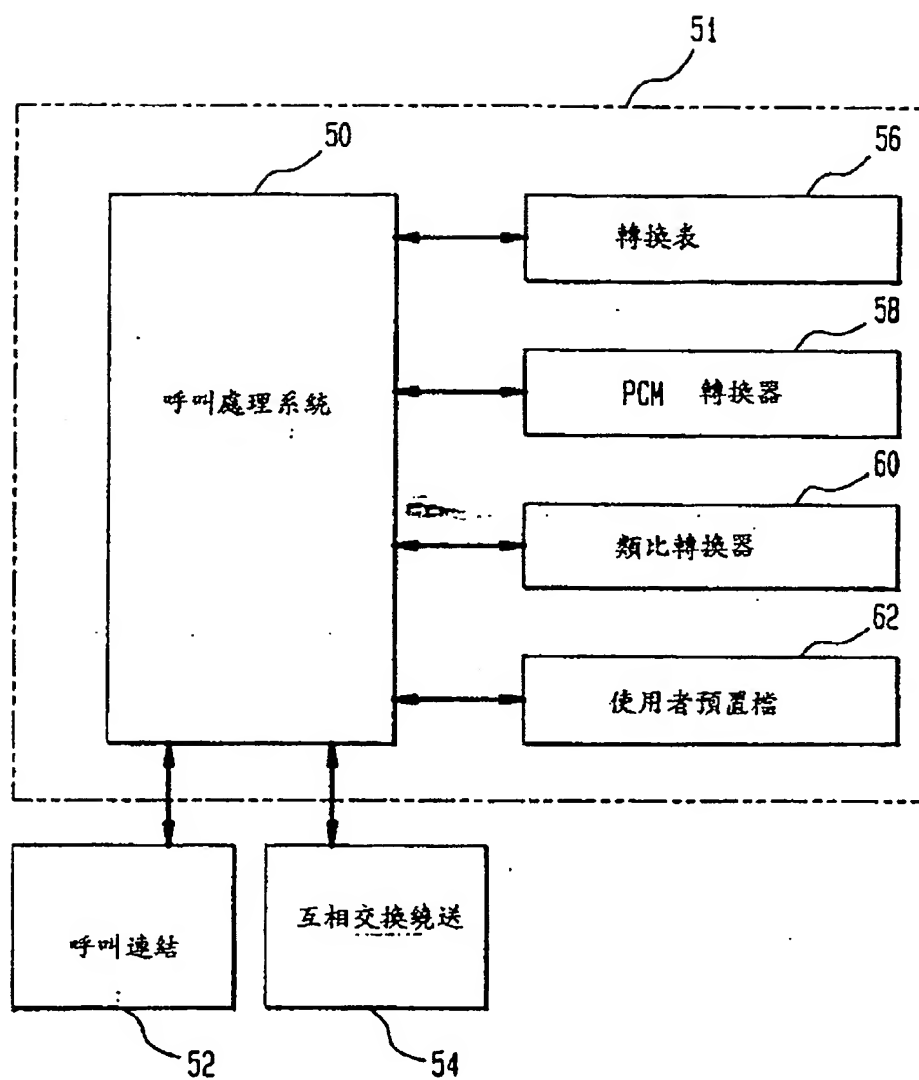 51
50
56
轉換表
58
呼叫處理系統
PCM 轉換器
60
類比轉換器
62
使用者預置檔
互相交換繞送
呼叫連結
52
54